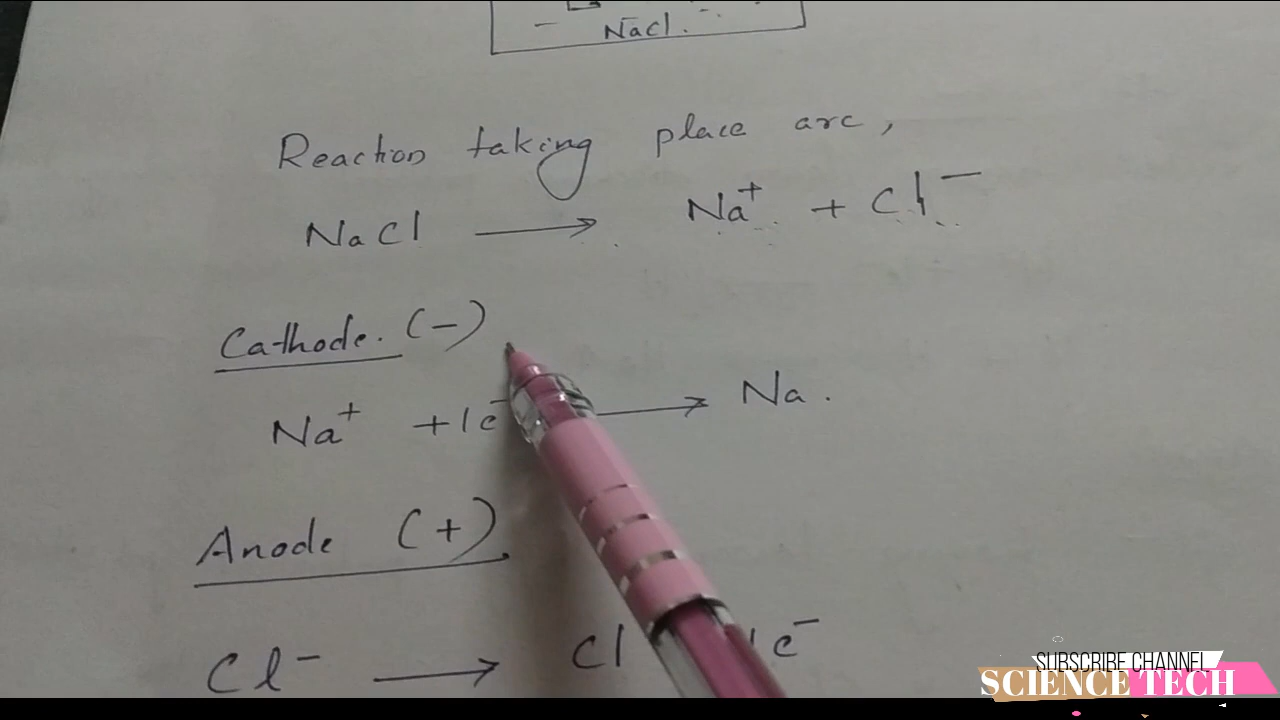 NaCl.
Reaction taking place are,
NaCl → Na⁺ + Cl⁻
Cathode. (-)
Na⁺ + 1e⁻ → Na.
Anode (+)
Cl⁻ → Cl 1e⁻
SUBSCRIBE CHANNEL
SCIENCE TECH